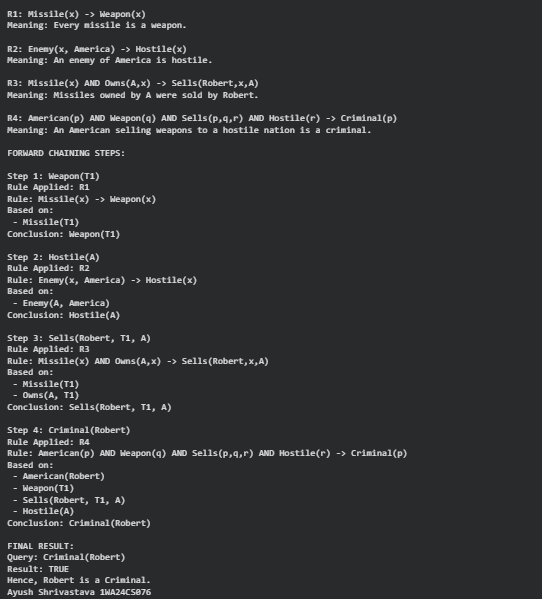 R1: Missile(x) -> Weapon(x)
Meaning: Every missile is a weapon.
R2: Enemy(x, America) -> Hostile(x)
Meaning: An enemy of America is hostile.
R3: Missile(x) AND Owns(A,x) -> Sells(Robert,x,A)
Meaning: Missiles owned by A were sold by Robert.
R4: American(p) AND Weapon(q) AND Sells(p,q,r) AND Hostile(r) -> Criminal(p)
Meaning: An American selling weapons to a hostile nation is a criminal.
FORWARD CHAINING STEPS:
Step 1: Weapon(T1)
Rule Applied: R1
Rule: Missile(x) -> Weapon(x)
Based on:
- Missile(T1)
Conclusion: Weapon(T1)
Step 2: Hostile(A)
Rule Applied: R2
Rule: Enemy(x, America) -> Hostile(x)
Based on:
- Enemy(A, America)
Conclusion: Hostile(A)
Step 3: Sells(Robert, T1, A)
Rule Applied: R3
Rule: Missile(x) AND Owns(A,x) -> Sells(Robert,x,A)
Based on:
- Missile(T1)
- Owns(A, T1)
Conclusion: Sells(Robert, T1, A)
Step 4: Criminal(Robert)
Rule Applied: R4
Rule: American(p) AND Weapon(q) AND Sells(p,q,r) AND Hostile(r) -> Criminal(p)
Based on:
- American(Robert)
- Weapon(T1)
- Sells(Robert, T1, A)
- Hostile(A)
Conclusion: Criminal(Robert)
FINAL RESULT:
Query: Criminal(Robert)
Result: TRUE
Hence, Robert is a Criminal.
Ayush Shrivastava 1WA24CS076